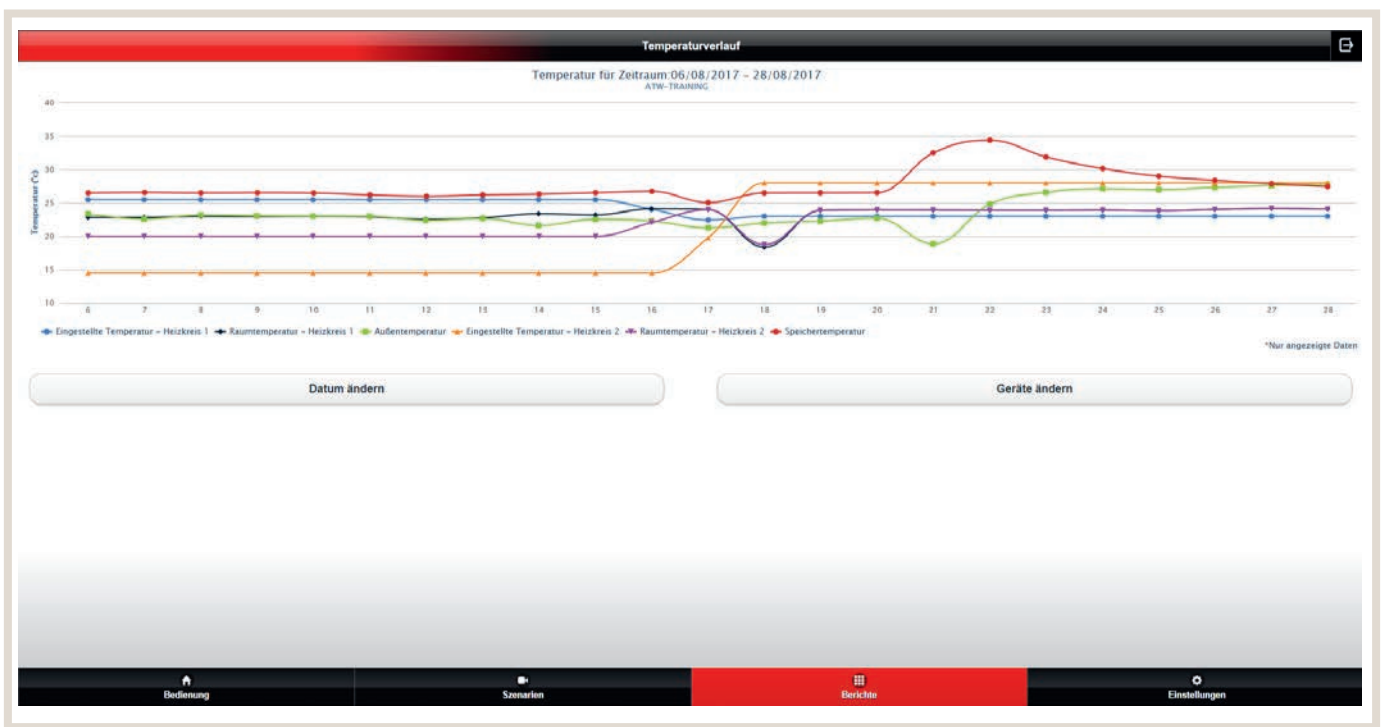 Temperaturverlauf
Temperatur für Zeitraum:06/08/2017 – 28/08/2017
ATW-TRAINING
Temperatur (°c)
40
35
30
25
20
15
10
6 7 8 9 10 11 12 13 14 15 16 17 18 19 20 21 22 23 24 25 26 27 28
Eingestellte Temperatur – Heizkreis 1 Raumtemperatur – Heizkreis 1 Außentemperatur Eingestellte Temperatur – Heizkreis 2 Raumtemperatur – Heizkreis 2 Speichertemperatur
*Nur angezeigte Daten
Datum ändern
Geräte ändern
Bedienung
Szenarien
Berichte
Einstellungen